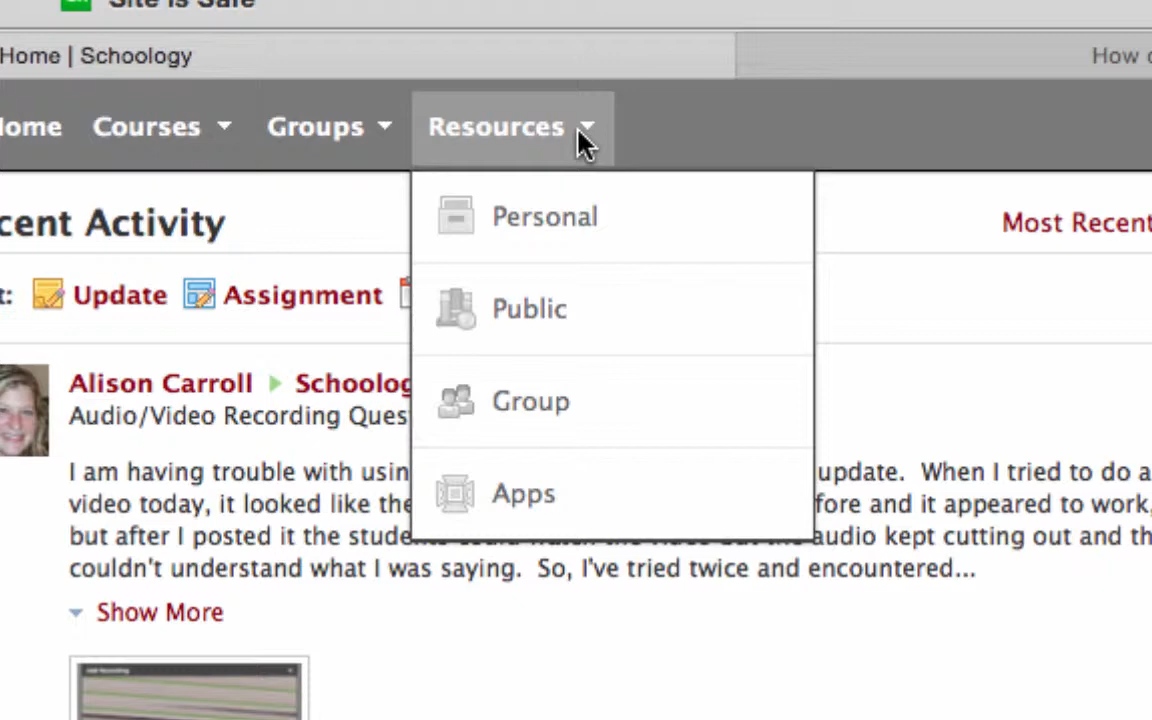 Site is Safe
Home | Schoology
How
Home Courses Groups Resources
cent Activity
Most Recent
Personal
Public
Group
Apps
t: Update Assignment
Alison Carroll Schoolog
Audio/Video Recording Ques
I am having trouble with usin update. When I tried to do a
video today, it looked like the fore and it appeared to work,
but after I posted it the audio kept cutting out and th
couldn't understand what I was saying. So, I've tried twice and encountered...
Show More